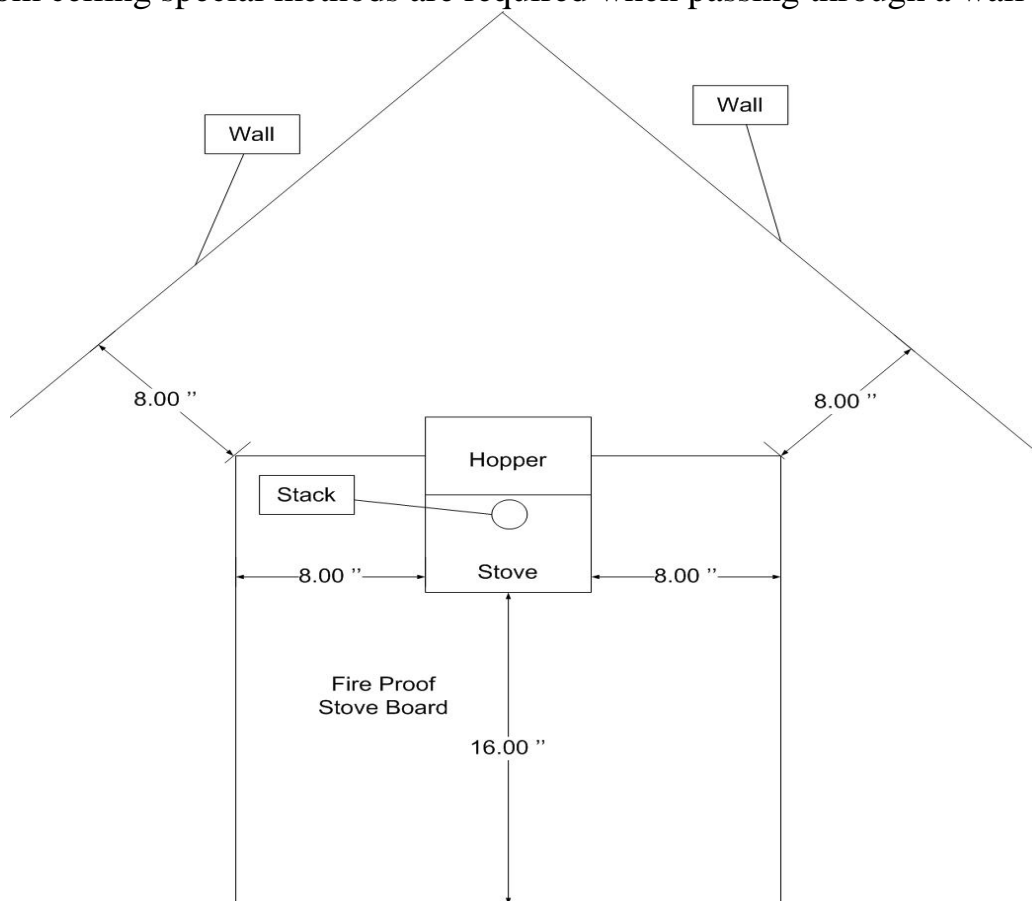 ceiling special methods are required when passing through a wall
Wall
Wall
8.00 ’’
8.00 ’’
Hopper
Stack
8.00 ’’
Stove
8.00 ’’
Fire Proof
Stove Board
16.00 ’’